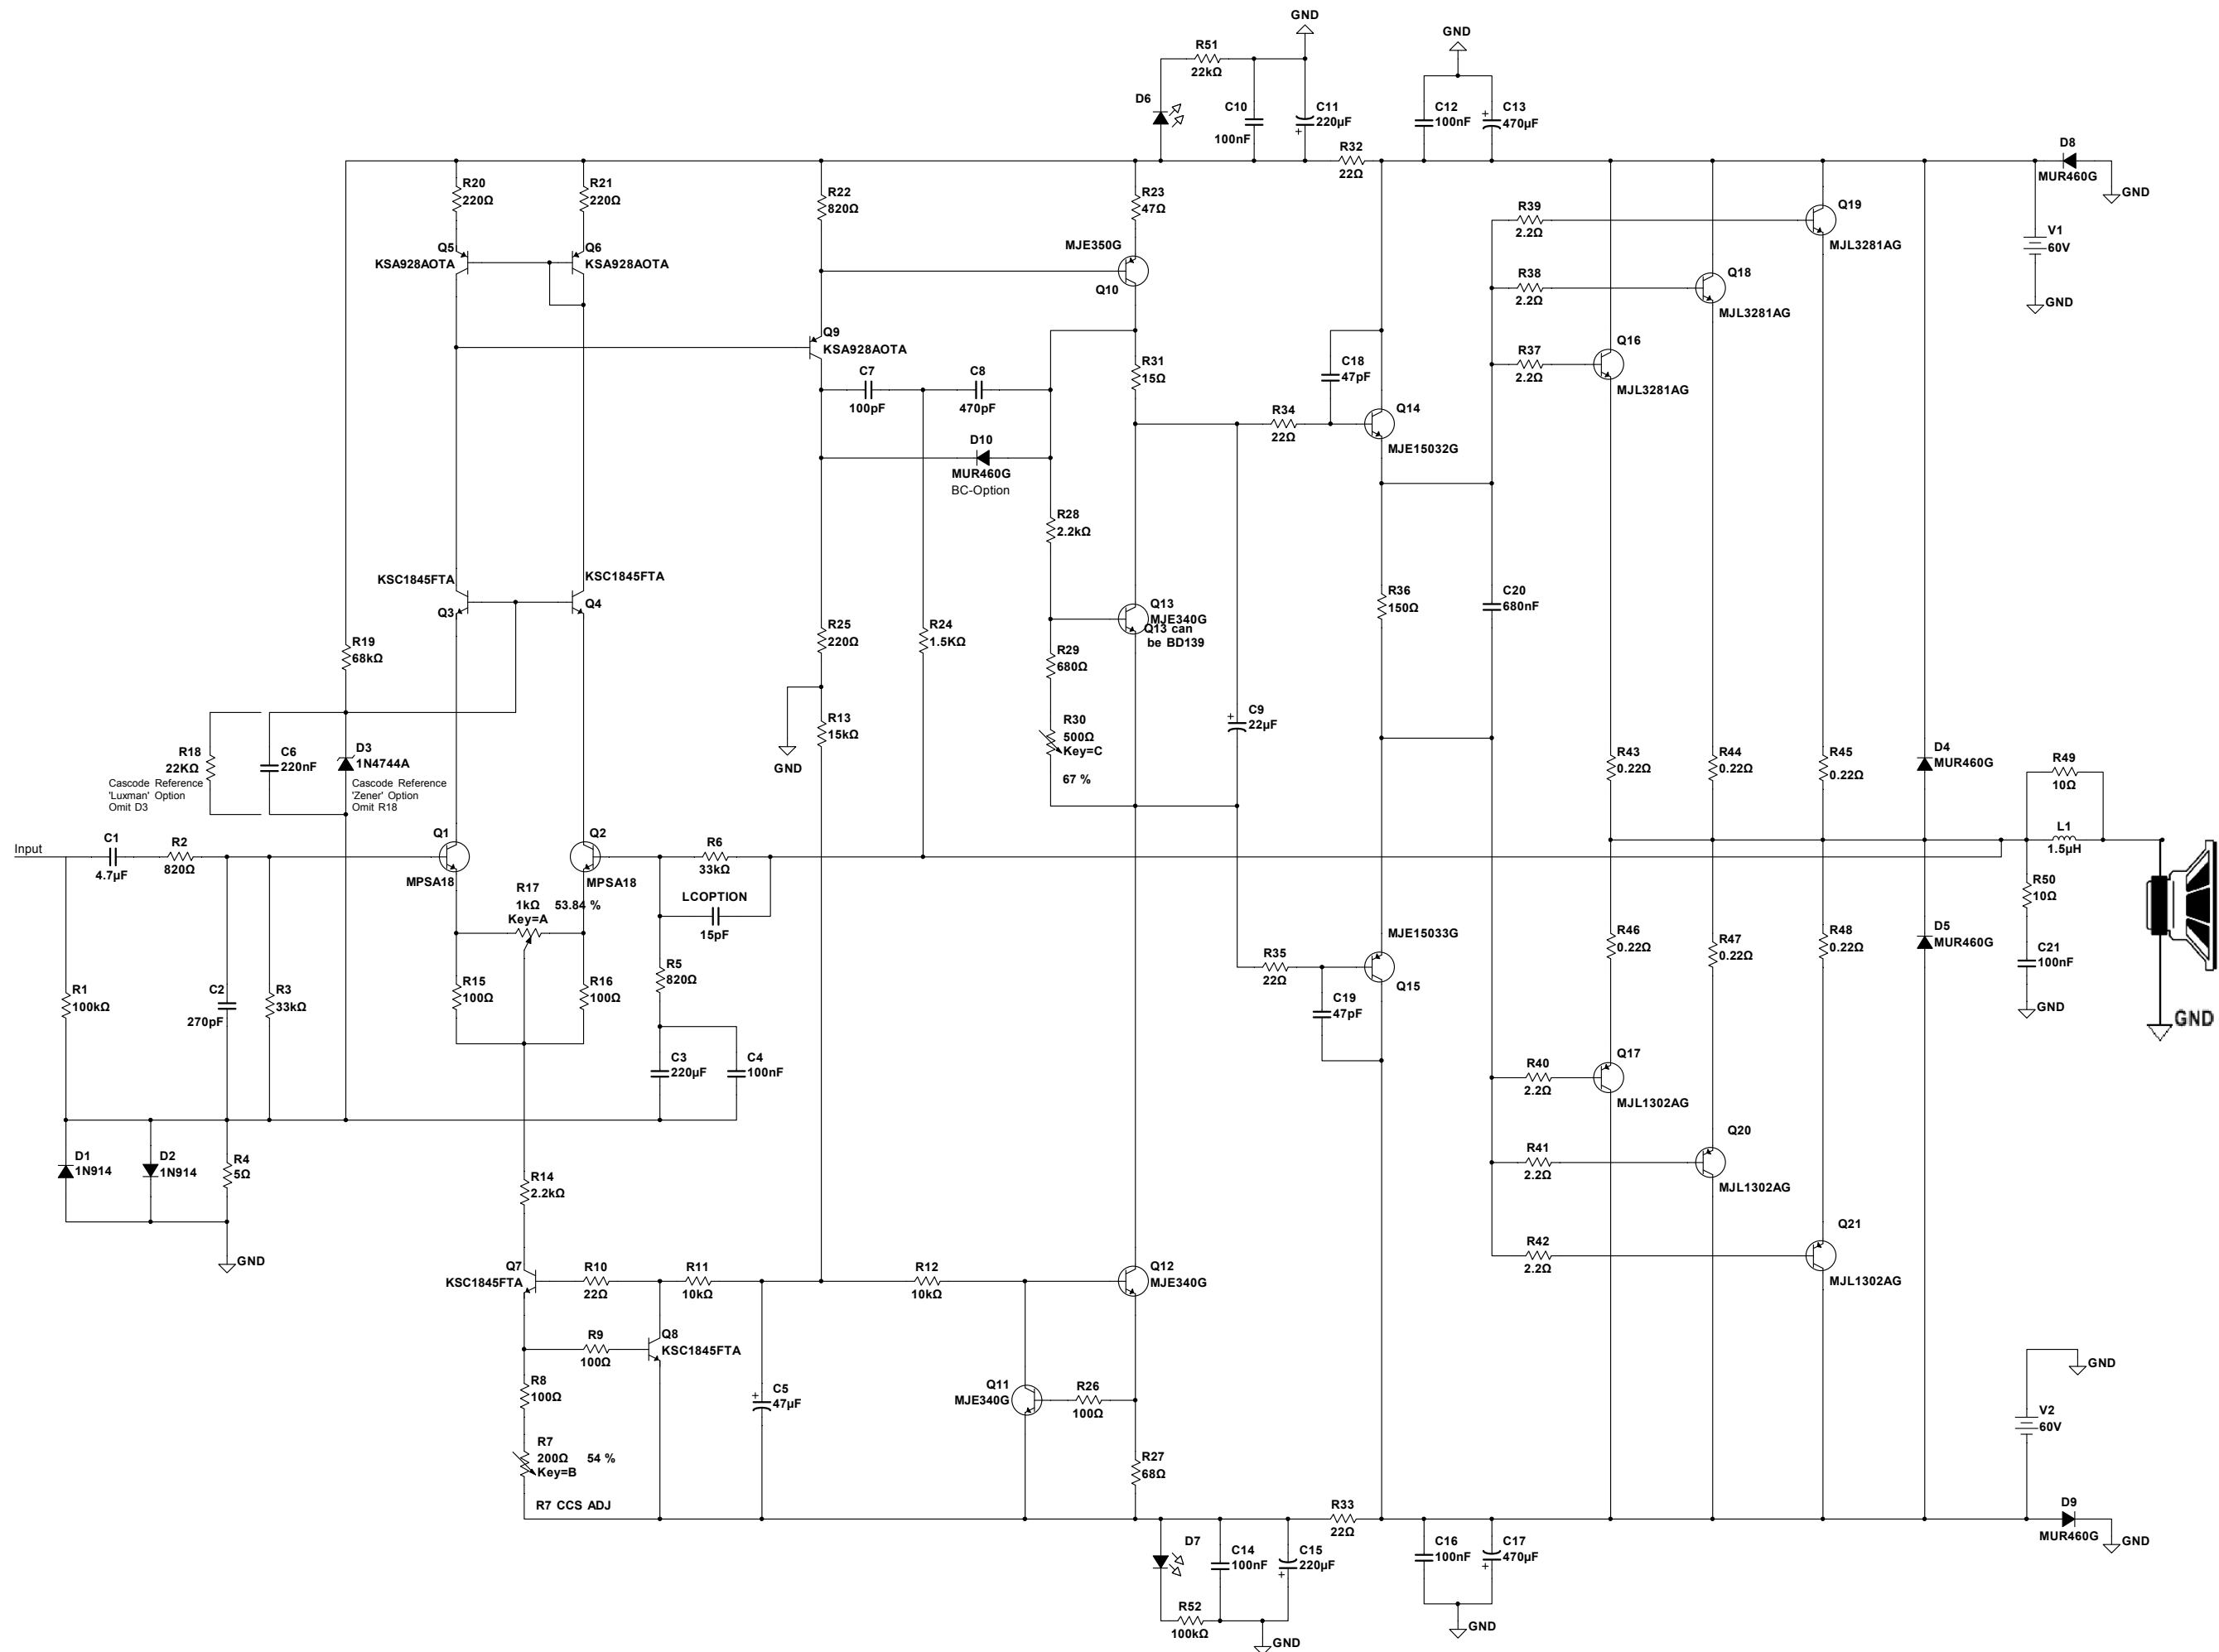 GND
GND
R51
22kΩ
D6
C10
100nF
C11
220µF
C12
100nF
C13
470µF
R32
22Ω
D8
MUR460G
GND
R20
220Ω
R21
220Ω
R22
820Ω
R23
47Ω
R39
2.2Ω
Q19
MJL3281AG
V1
60V
GND
Q5
KSA928AOTA
Q6
KSA928AOTA
MJE350G
Q10
R38
2.2Ω
Q18
MJL3281AG
Q9
KSA928AOTA
R31
15Ω
C18
47pF
R37
2.2Ω
Q16
MJL3281AG
C7
100pF
C8
470pF
R34
22Ω
Q14
MJE15032G
D10
MUR460G
BC-Option
R28
2.2kΩ
KSC1845FTA
Q3
KSC1845FTA
Q4
R19
68kΩ
R25
220Ω
R24
1.5KΩ
Q13
MJE340G
Q13 can
be BD139
R29
680Ω
R36
150Ω
C20
680nF
R18
22KΩ
Cascode Reference
'Luxman' Option
Omit D3
C6
220nF
D3
1N4744A
Cascode Reference
'Zener' Option
Omit R18
R13
15kΩ
GND
R30
500Ω
Key=C
67 %
C9
22µF
R43
0.22Ω
R44
0.22Ω
R45
0.22Ω
D4
MUR460G
R49
10Ω
L1
1.5µH
Input
C1
4.7µF
R2
820Ω
Q1
MPSA18
Q2
MPSA18
R6
33kΩ
R17
1kΩ 53.84 %
Key=A
LCOPTION
15pF
R50
10Ω
C21
100nF
GND
GND
R1
100kΩ
C2
270pF
R3
33kΩ
R15
100Ω
R16
100Ω
R5
820Ω
C3
220µF
C4
100nF
MJE15033G
Q15
R35
22Ω
C19
47pF
R46
0.22Ω
R47
0.22Ω
R48
0.22Ω
D5
MUR460G
R40
2.2Ω
Q17
MJL1302AG
D1
1N914
D2
1N914
R4
5Ω
GND
R14
2.2kΩ
R41
2.2Ω
Q20
MJL1302AG
R42
2.2Ω
Q21
MJL1302AG
Q7
KSC1845FTA
R10
22Ω
R11
10kΩ
R12
10kΩ
Q12
MJE340G
R9
100Ω
Q8
KSC1845FTA
R8
100Ω
C5
47µF
Q11
MJE340G
R26
100Ω
R7
200Ω 54 %
Key=B
R7 CCS ADJ
R27
68Ω
GND
V2
60V
R33
22Ω
D9
MUR460G
GND
D7
C14
100nF
C15
220µF
C16
100nF
C17
470µF
R52
100kΩ
GND
GND